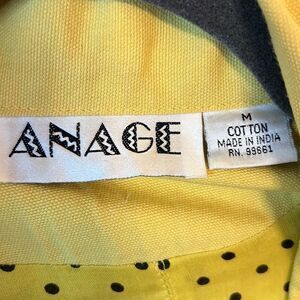 ANAGE
M
COTTON
MADE IN INDIA
RN. 99661